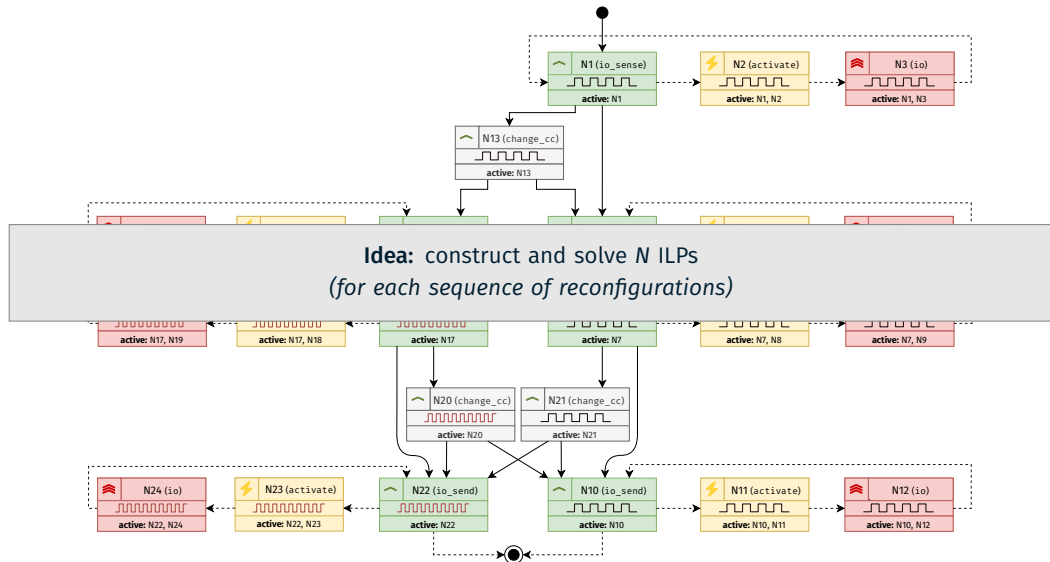 N1 (io_sense)
active: N1
N2 (activate)
active: N1, N2
N3 (io)
active: N1, N3
N13 (change_cc)
active: N13
Idea: construct and solve N ILPs
(for each sequence of reconfigurations)
active: N17, N19
active: N17, N18
active: N17
active: N7
active: N7, N8
active: N7, N9
N20 (change_cc)
active: N20
N21 (change_cc)
active: N21
N24 (io)
active: N22, N24
N23 (activate)
active: N22, N23
N22 (io_send)
active: N22
N10 (io_send)
active: N10
N11 (activate)
active: N10, N11
N12 (io)
active: N10, N12